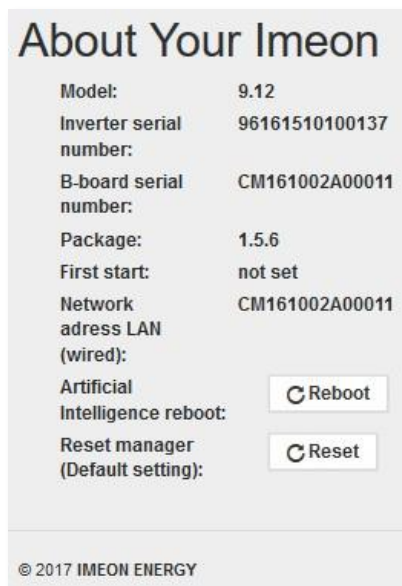 About Your Imeon
Model: 9.12
Inverter serial 96161510100137
number:
B-board serial CM161002A00011
number:
Package: 1.5.6
First start: not set
Network CM161002A00011
adress LAN
(wired):
Artificial
Intelligence reboot: Reboot
Reset manager
(Default setting): Reset
© 2017 IMEON ENERGY